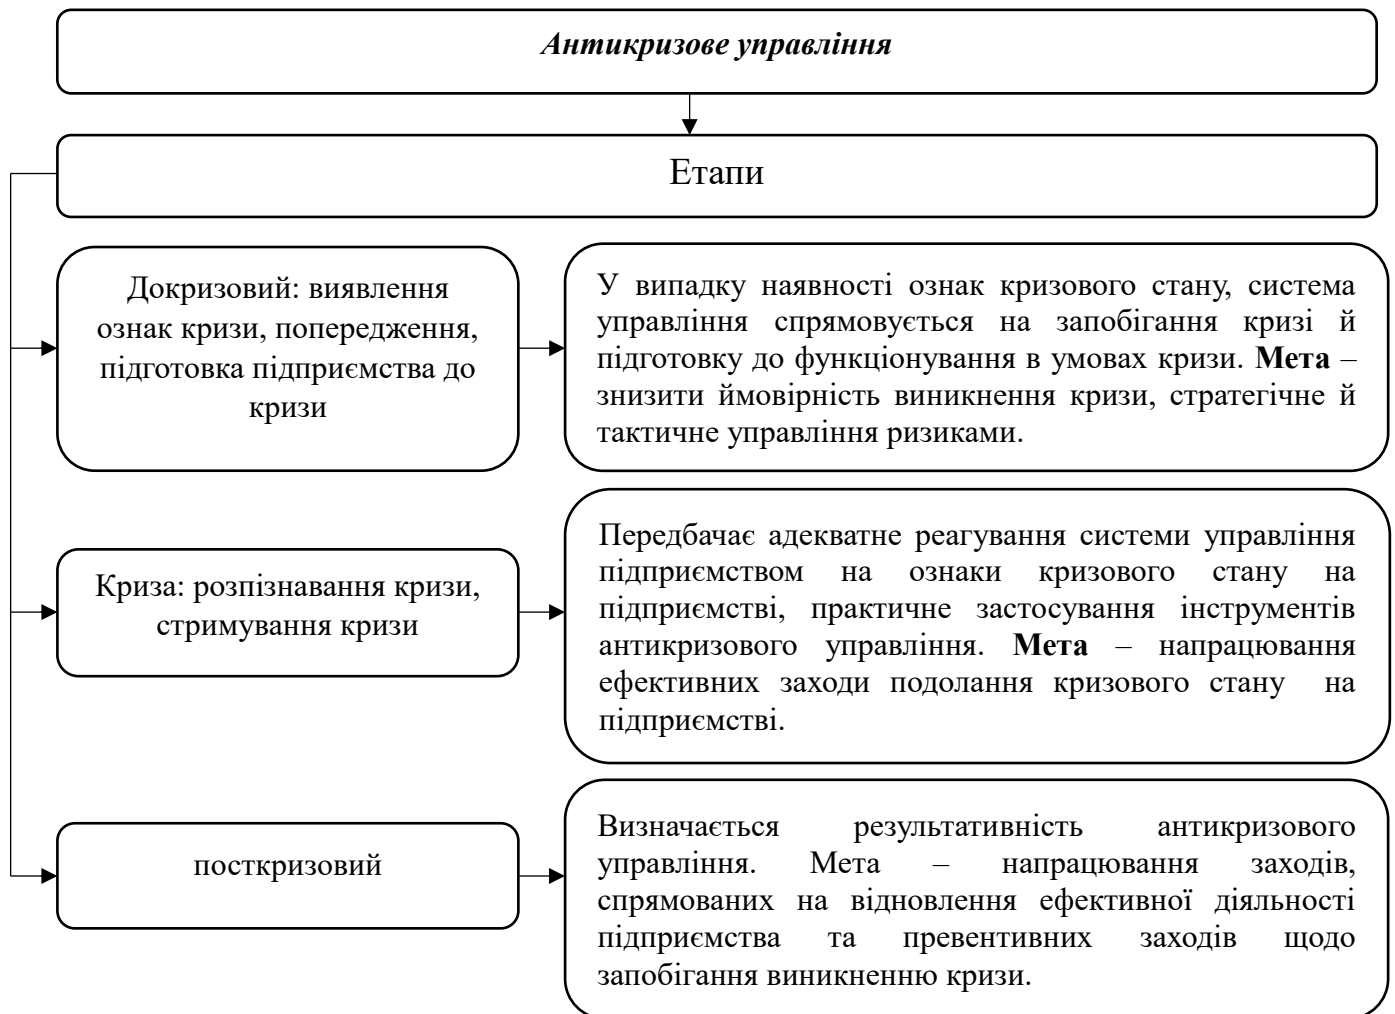 Антикризове управління
Етапи
Докризовий: виявлення
ознак кризи, попередження,
підготовка підприємства до
кризи
У випадку наявності ознак кризового стану, система
управління спрямовується на запобігання кризі й
підготовку до функціонування в умовах кризи. Мета –
знизити ймовірність виникнення кризи, стратегічне й
тактичне управління ризиками.
Криза: розпізнавання кризи,
стримування кризи
Передбачає адекватне реагування системи управління
підприємством на ознаки кризового стану на
підприємстві, практичне застосування інструментів
антикризового управління. Мета – напрацювання
ефективних заходи подолання кризового стану на
підприємстві.
посткризовий
Визначається результативність антикризового
управління. Мета – напрацювання заходів,
спрямованих на відновлення ефективної діяльності
підприємства та превентивних заходів щодо
запобігання виникненню кризи.